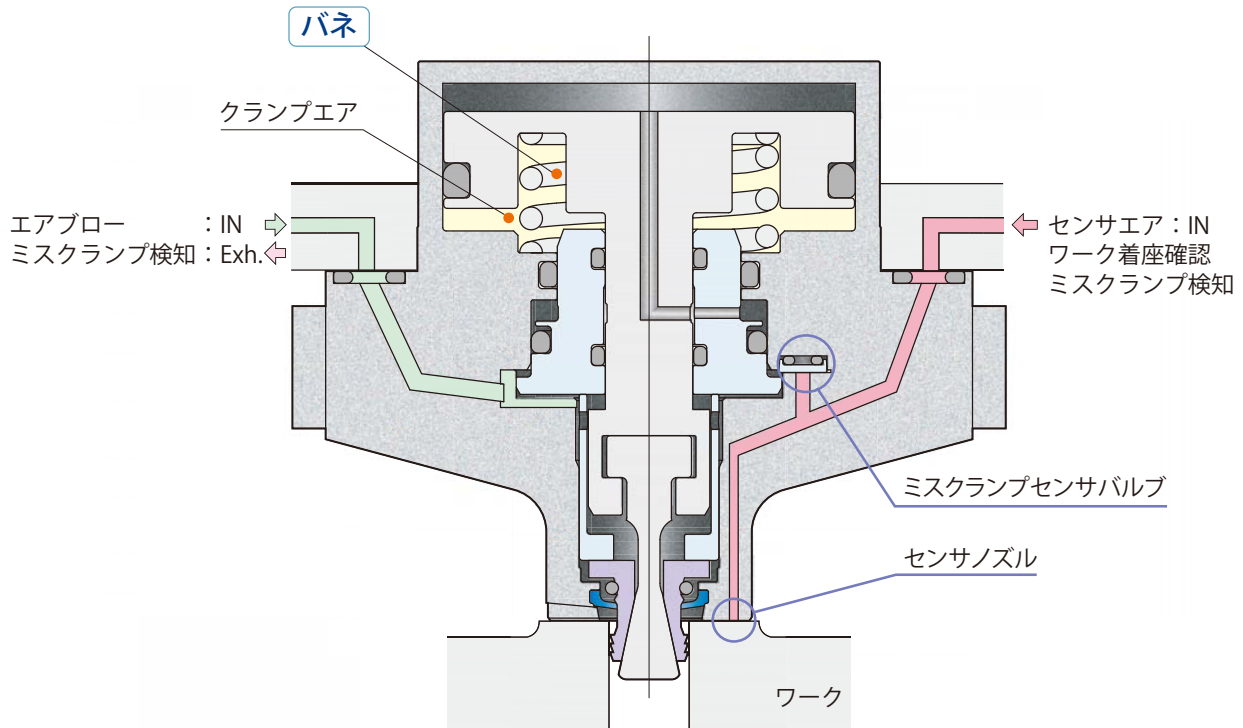 バネ
クランプエア
エアブロー　　：IN
ミスクランプ検知：Exh.
センサエア：IN
ワーク着座確認
ミスクランプ検知
ミスクランプセンサバルブ
センサノズル
ワーク